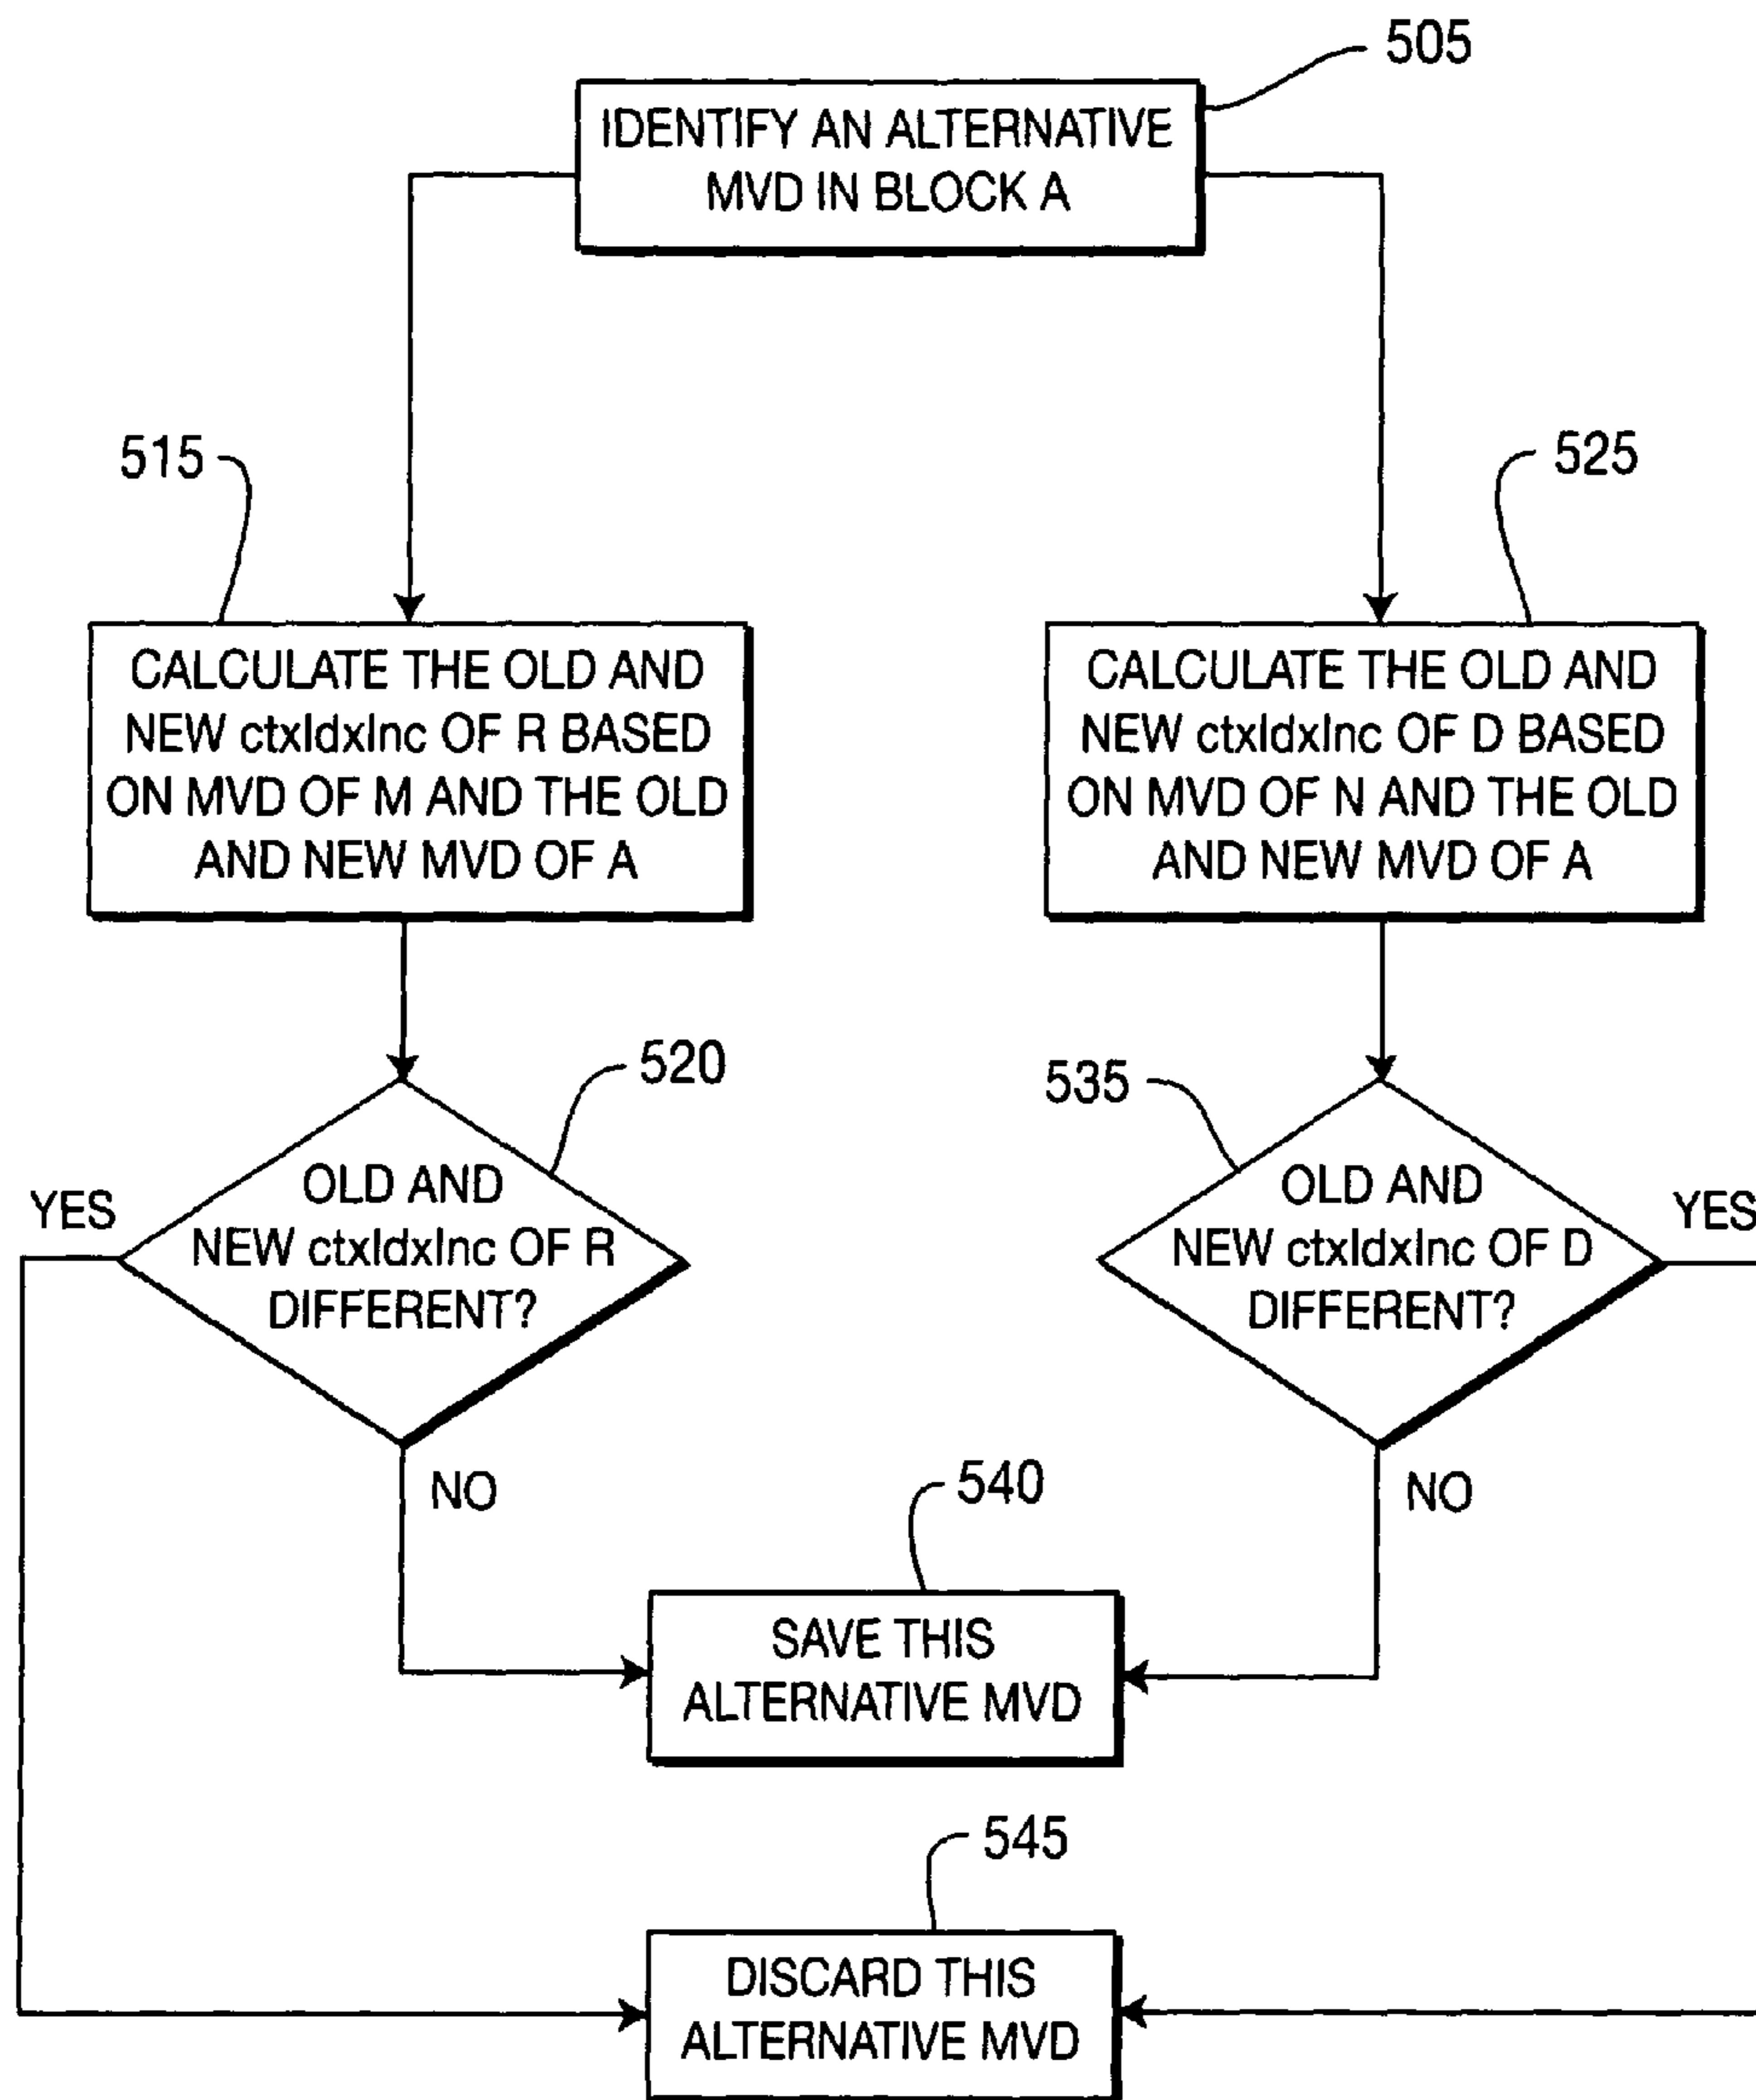 505
IDENTIFY AN ALTERNATIVE
MVD IN BLOCK A
515
525
CALCULATE THE OLD AND
NEW ctxIdxInc OF R BASED
ON MVD OF M AND THE OLD
AND NEW MVD OF A
CALCULATE THE OLD AND
NEW ctxIdxInc OF D BASED
ON MVD OF N AND THE OLD
AND NEW MVD OF A
520
535
YES
OLD AND
NEW ctxIdxInc OF R
DIFFERENT?
OLD AND
NEW ctxIdxInc OF D
DIFFERENT?
YES
NO
NO
540
SAVE THIS
ALTERNATIVE MVD
545
DISCARD THIS
ALTERNATIVE MVD